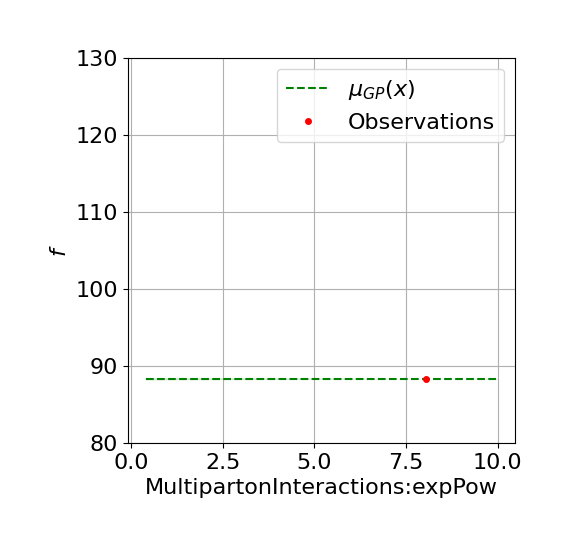 130
120
110
100
90
80
f
μGP(x)
Observations
0.0 2.5 5.0 7.5 10.0
MultipartonInteractions:expPow